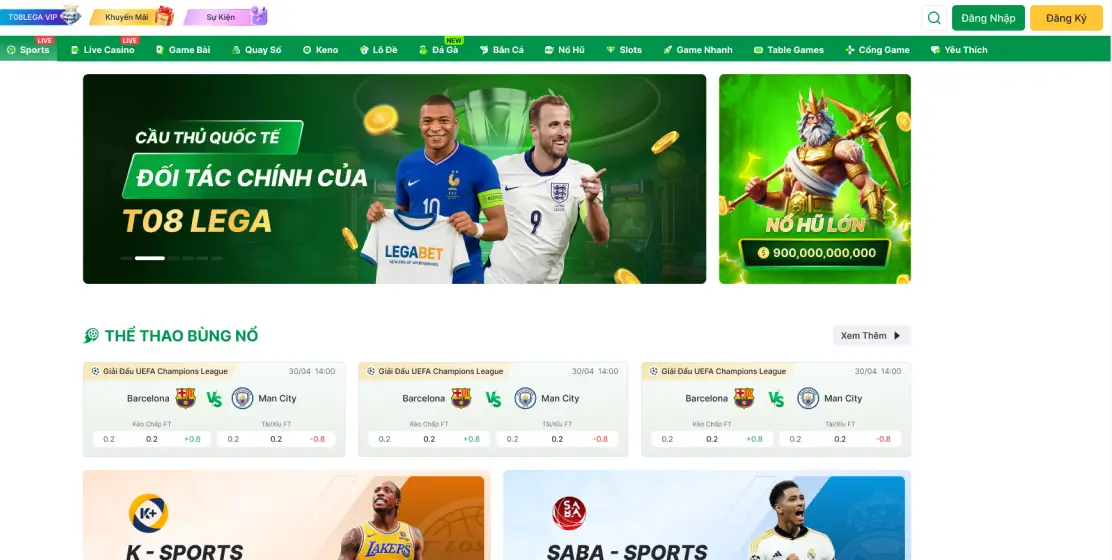 T08LEGA VIP
Khuyến Mãi
Sự Kiện
Đăng Nhập
Đăng Ký
LIVE
LIVE
NEW
Sports
Live Casino
Game Bài
Quay Số
Keno
Lô Đề
Đá Gà
Bắn Cá
Nổ Hũ
Slots
Game Nhanh
Table Games
Cổng Game
Yêu Thích
CẦU THỦ QUỐC TẾ
ĐỐI TÁC CHÍNH CỦA
T08 LEGA
10
9
LEGABET
NỔ HŨ LỚN
$ 900,000,000,000
THỂ THAO BÙNG NỔ
Xem Thêm
Giải Đấu UEFA Champions League
30/04 14:00
Barcelona VS Man City
Kèo Chấp FT
Tài/Xỉu FT
0.2 0.2 +0.8
0.2 0.2 -0.8
Giải Đấu UEFA Champions League
30/04 14:00
Barcelona VS Man City
Kèo Chấp FT
Tài/Xỉu FT
0.2 0.2 +0.8
0.2 0.2 -0.8
Giải Đấu UEFA Champions League
30/04 14:00
Barcelona VS Man City
Kèo Chấp FT
Tài/Xỉu FT
0.2 0.2 +0.8
0.2 0.2 -0.8
K+
K - SPORTS
LAKERS
SABA
SABA - SPORTS